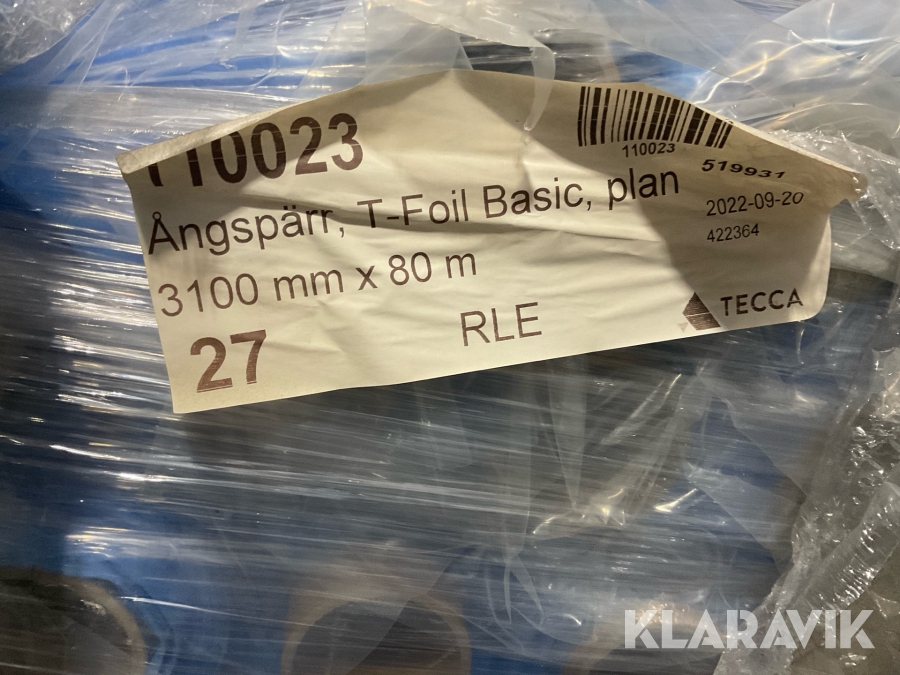 110023
110023
519931
Ångspärr, T-Foil Basic, plan
2022-09-20
422364
3100 mm x 80 m
TECCA
27
RLE
KLARAVIK